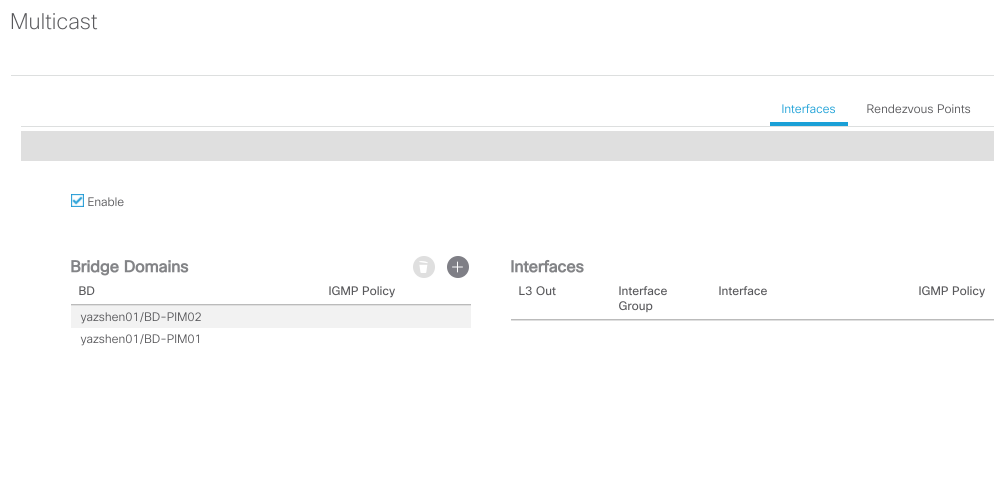 Multicast
Interfaces Rendezvous Points
Enable
Bridge Domains
BD IGMP Policy
yazshen01/BD-PIM02
yazshen01/BD-PIM01
Interfaces
L3 Out Interface Group Interface IGMP Policy